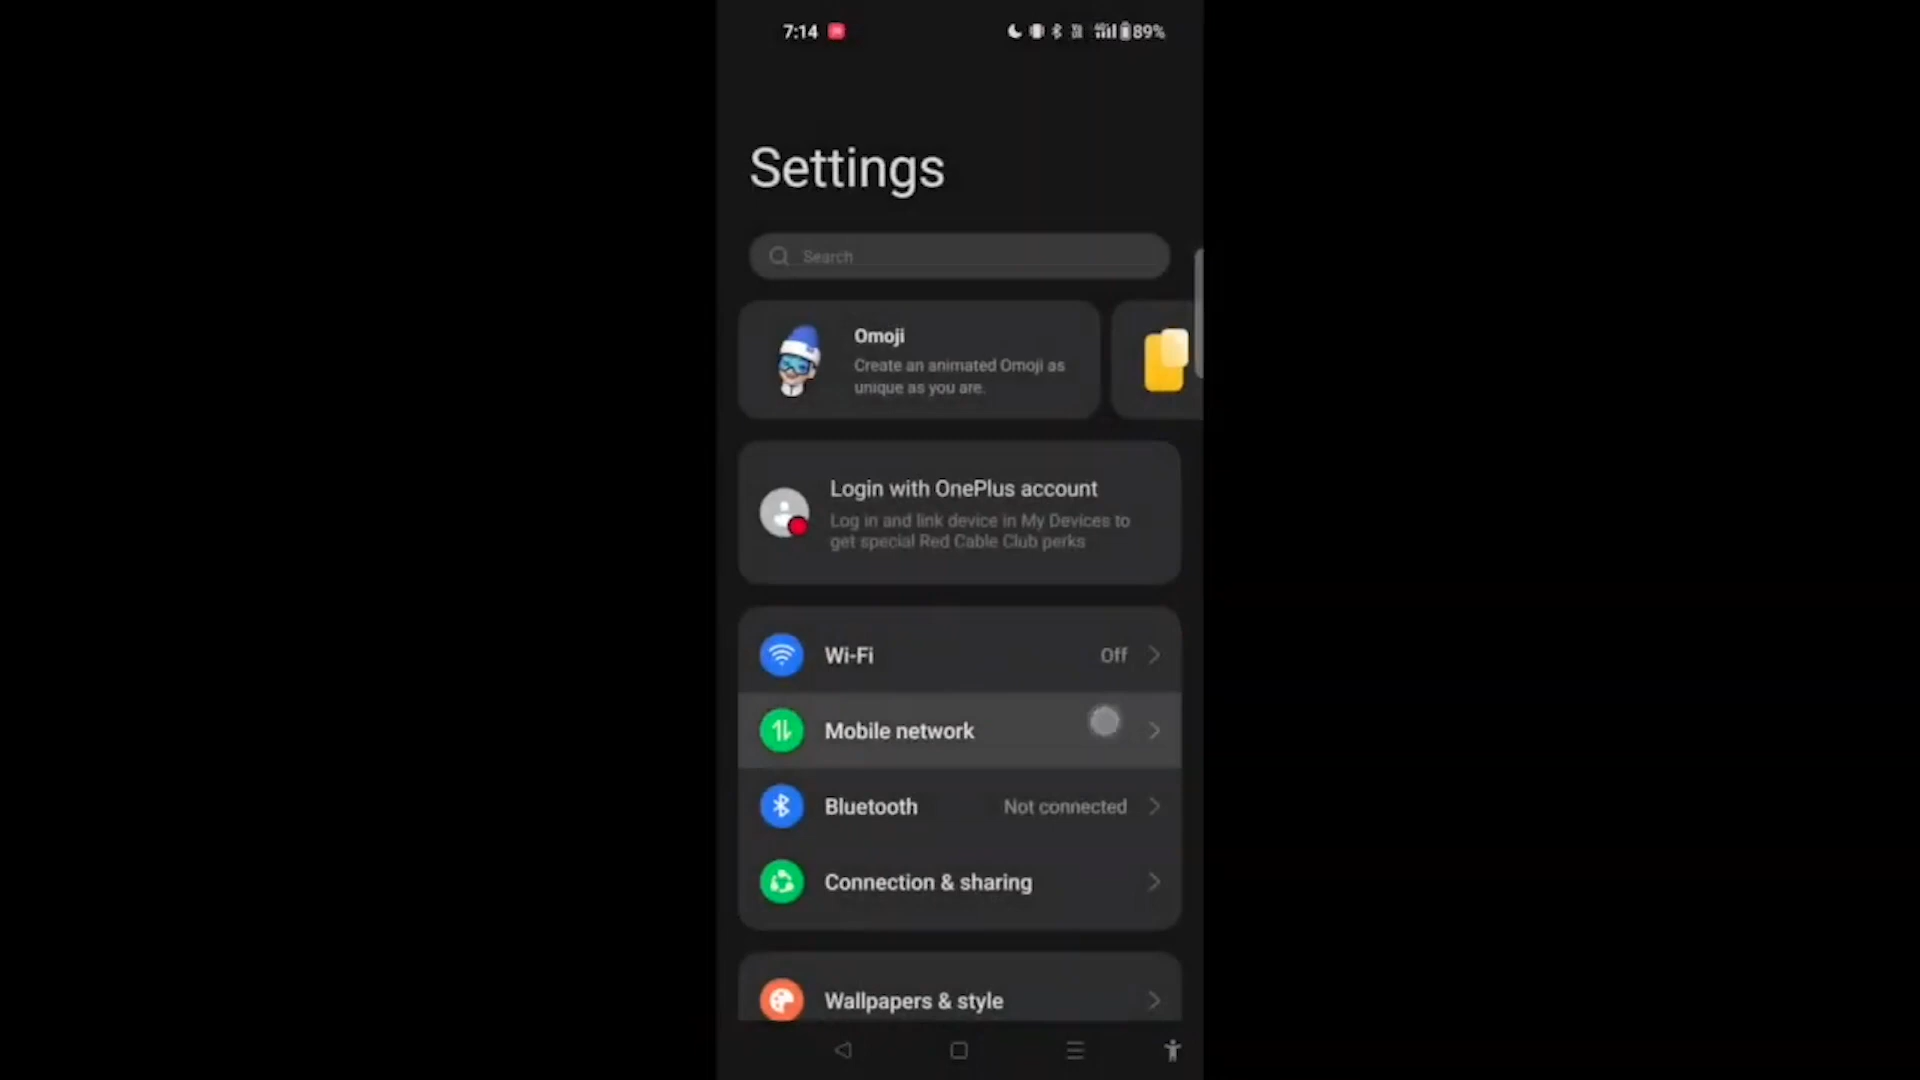 7:14
89%
Settings
Search
Omoji
Create an animated Omoji as
unique as you are.
Login with OnePlus account
Log in and link device in My Devices to
get special Red Cable Club perks
Wi-Fi
Off
Mobile network
Bluetooth
Not connected
Connection & sharing
Wallpapers & style